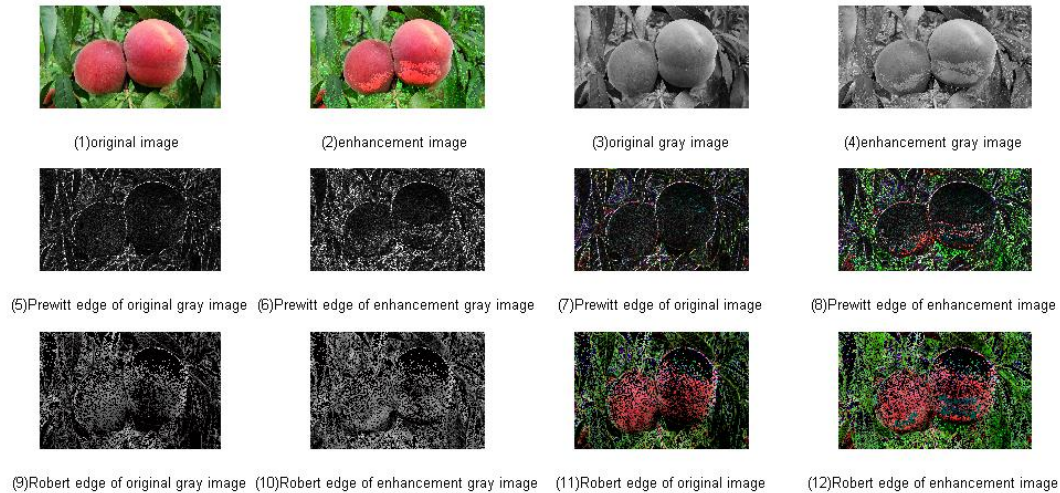 (1)original image
(2)enhancement image
(3)original gray image
(4)enhancement gray image
(5)Prewitt edge of original gray image
(6)Prewitt edge of enhancement gray image
(7)Prewitt edge of original image
(8)Prewitt edge of enhancement image
(9)Robert edge of original gray image
(10)Robert edge of enhancement gray image
(11)Robert edge of original image
(12)Robert edge of enhancement image